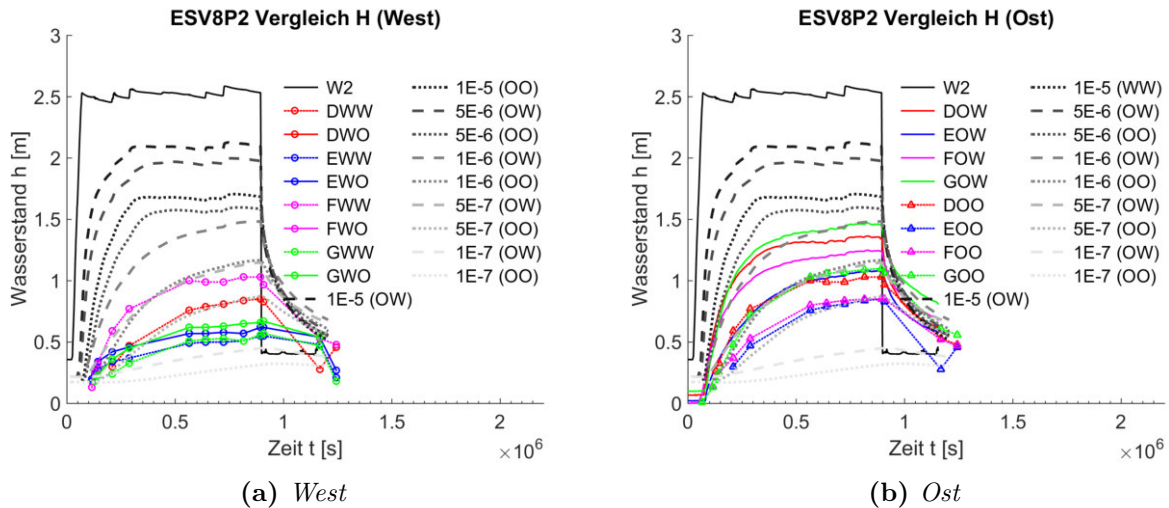 ESV8P2 Vergleich H (West)
3
2.5
2
1.5
1
0.5
0
Wasserstand h [m]
W2
DWW
DWO
EWW
EWO
FWW
FWO
GWW
GWO
1E-5 (OW)
1E-5 (OO)
5E-6 (OW)
5E-6 (OO)
1E-6 (OW)
1E-6 (OO)
5E-7 (OW)
5E-7 (OO)
1E-7 (OW)
1E-7 (OO)
0 0.5 1 1.5 2
Zeit t [s]
×10⁶
(a) West
ESV8P2 Vergleich H (Ost)
3
2.5
2
1.5
1
0.5
0
Wasserstand h [m]
W2
DOW
EOW
FOW
GOW
DOO
EOO
FOO
GOO
1E-5 (OW)
1E-5 (WW)
5E-6 (OW)
5E-6 (OO)
1E-6 (OW)
1E-6 (OO)
5E-7 (OW)
5E-7 (OO)
1E-7 (OW)
1E-7 (OO)
0 0.5 1 1.5 2
Zeit t [s]
×10⁶
(b) Ost